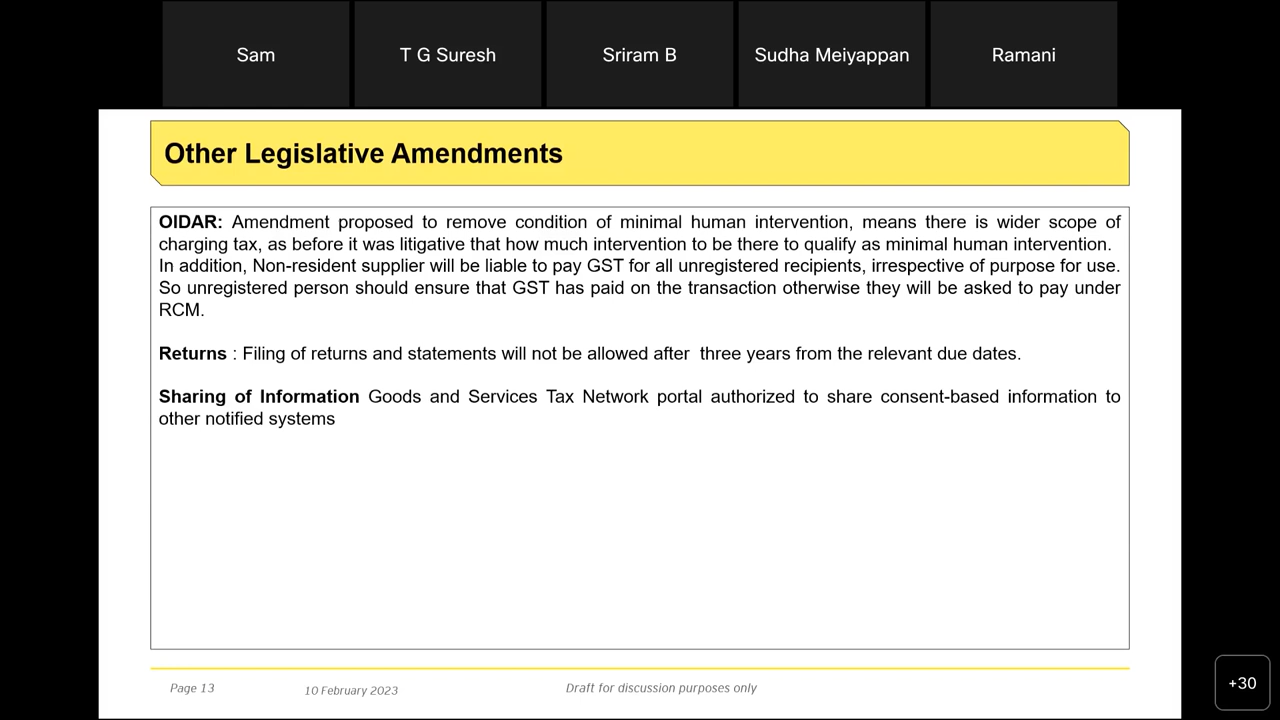 Sam
T G Suresh
Sriram B
Sudha Meiyappan
Ramani
Other Legislative Amendments
OIDAR: Amendment proposed to remove condition of minimal human intervention, means there is wider scope of
charging tax, as before it was litigative that how much intervention to be there to qualify as minimal human intervention.
In addition, Non-resident supplier will be liable to pay GST for all unregistered recipients, irrespective of purpose for use.
So unregistered person should ensure that GST has paid on the transaction otherwise they will be asked to pay under
RCM.
Returns : Filing of returns and statements will not be allowed after three years from the relevant due dates.
Sharing of Information Goods and Services Tax Network portal authorized to share consent-based information to
other notified systems
Page 13
10 February 2023
Draft for discussion purposes only
+30